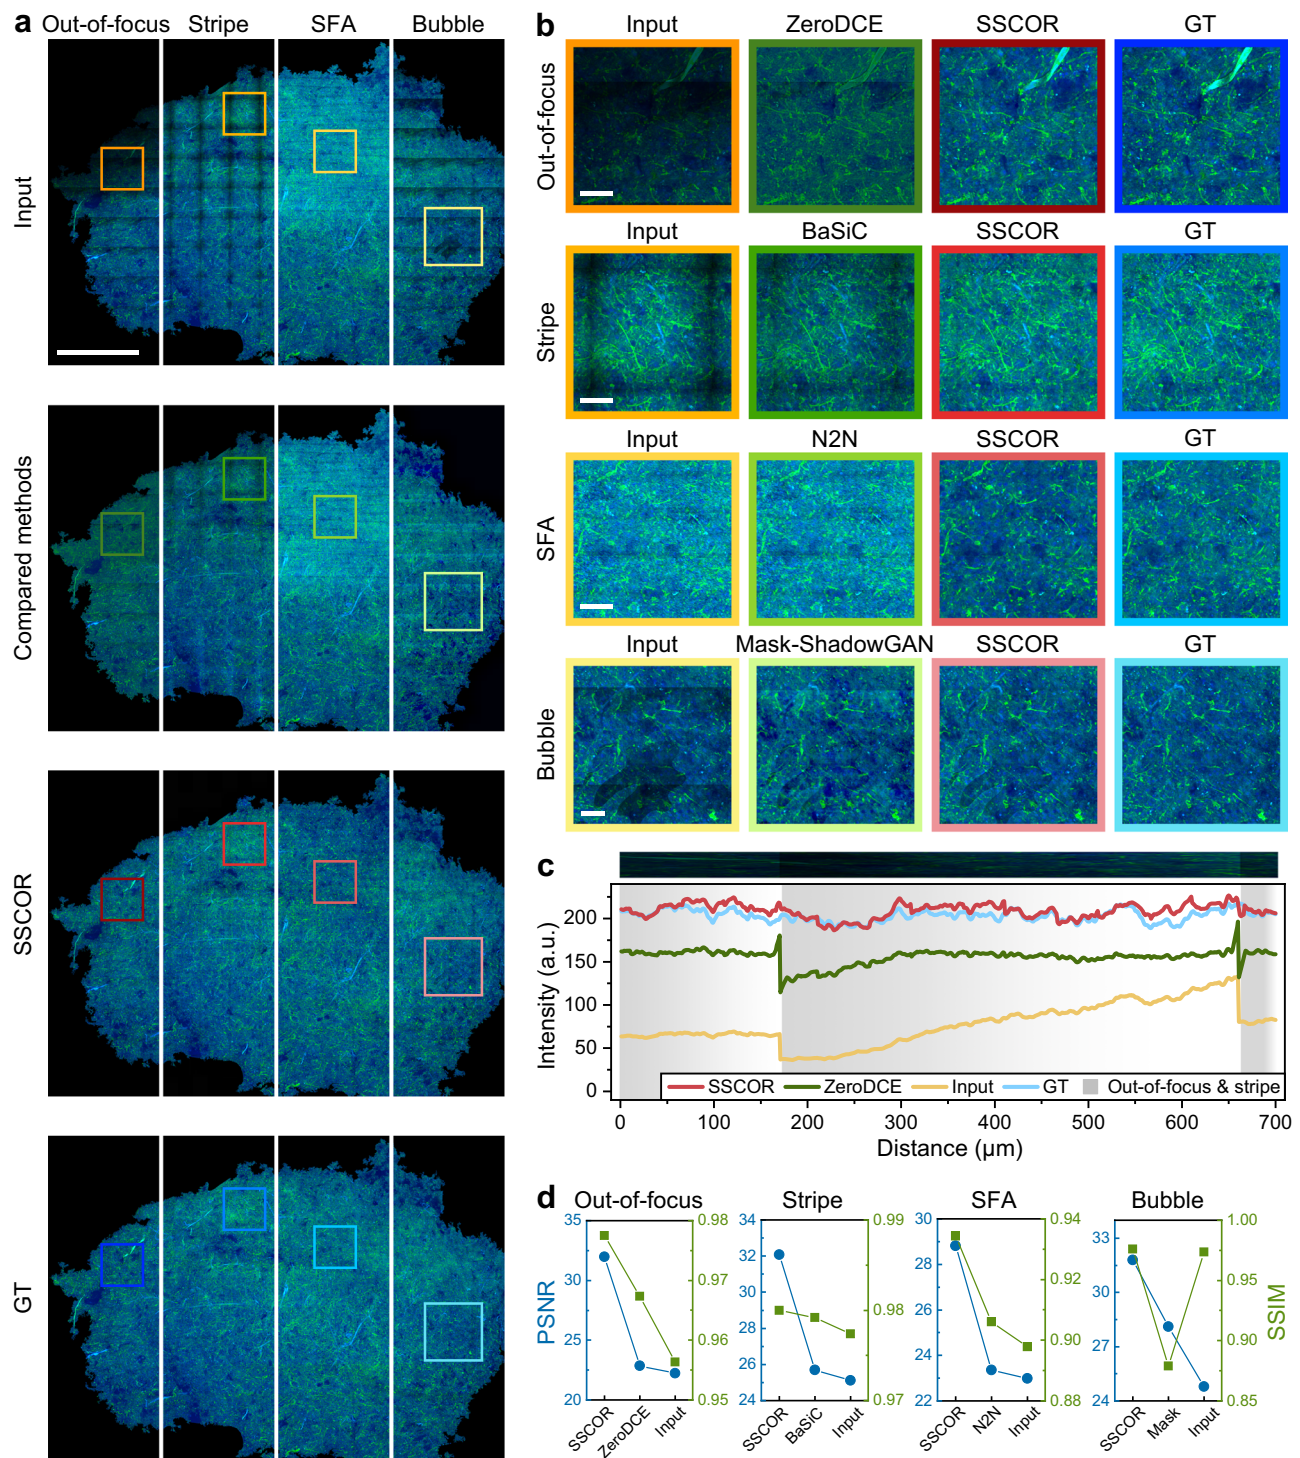 a
Out-of-focus Stripe SFA Bubble
Input
Compared methods
SSCOR
GT
b
Input ZeroDCE SSCOR GT
Out-of-focus
Input BaSiC SSCOR GT
Stripe
Input N2N SSCOR GT
SFA
Input Mask-ShadowGAN SSCOR GT
Bubble
c
Intensity (a.u.)
200
150
100
50
0
SSCOR ZeroDCE Input GT Out-of-focus & stripe
0 100 200 300 400 500 600 700
Distance (μm)
d
Out-of-focus Stripe SFA Bubble
PSNR
35
30
25
20
0.98
0.97
0.96
0.95
SSCOR ZeroDCE Input
34
32
30
28
26
24
0.99
0.98
0.97
SSCOR BaSiC Input
30
28
26
24
22
0.94
0.92
0.90
0.88
SSCOR N2N Input
33
30
27
24
1.00
0.95
0.90
0.85
SSCOR Mask Input
SSIM